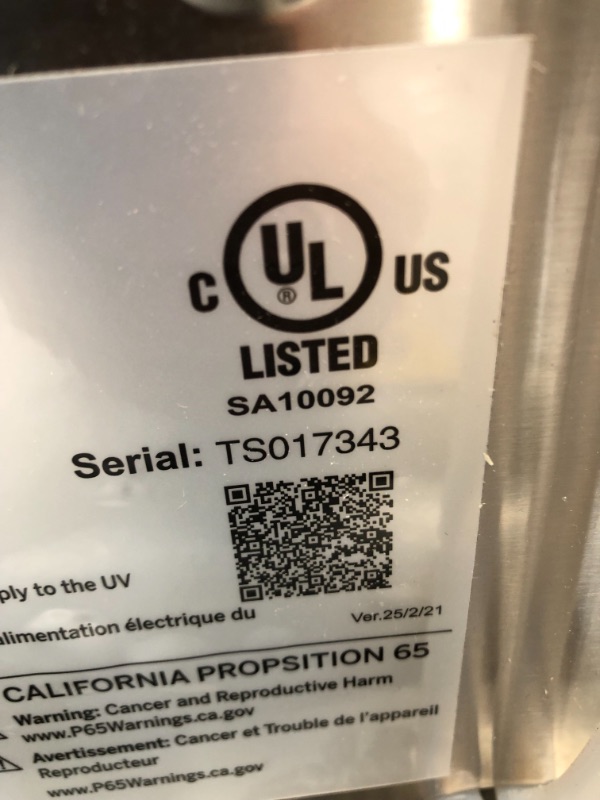 C UL ® US
LISTED
SA10092
Serial: TS017343
ply to the UV
alimentation électrique du
Ver.25/2/21
CALIFORNIA PROPSITION 65
Warning: Cancer and Reproductive Harm
www.P65Warnings.ca.gov
Avertissement: Cancer et Trouble de l'appareil
Reproducteur
www.P65Warnings.ca.gov